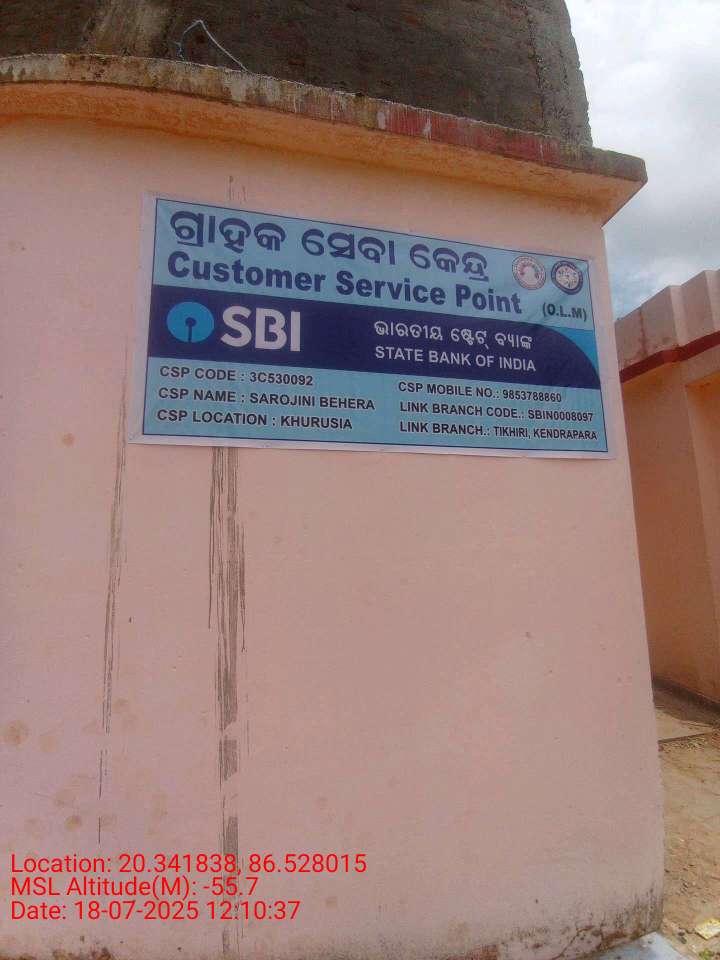 ଗ୍ରାହକ ସେବା କେନ୍ଦ୍ର
Customer Service Point (O.L.M)
SBI
ଭାରତୀୟ ଷ୍ଟେଟ୍ ବ୍ୟାଙ୍କ
STATE BANK OF INDIA
CSP CODE : 3C530092
CSP NAME : SAROJINI BEHERA
CSP LOCATION : KHURUSIA
CSP MOBILE NO.: 9853788860
LINK BRANCH CODE.: SBIN0008097
LINK BRANCH.: TIKHIRI, KENDRAPARA
Location: 20.341838, 86.528015
MSL Altitude(M): -55.7
Date: 18-07-2025 12:10:37